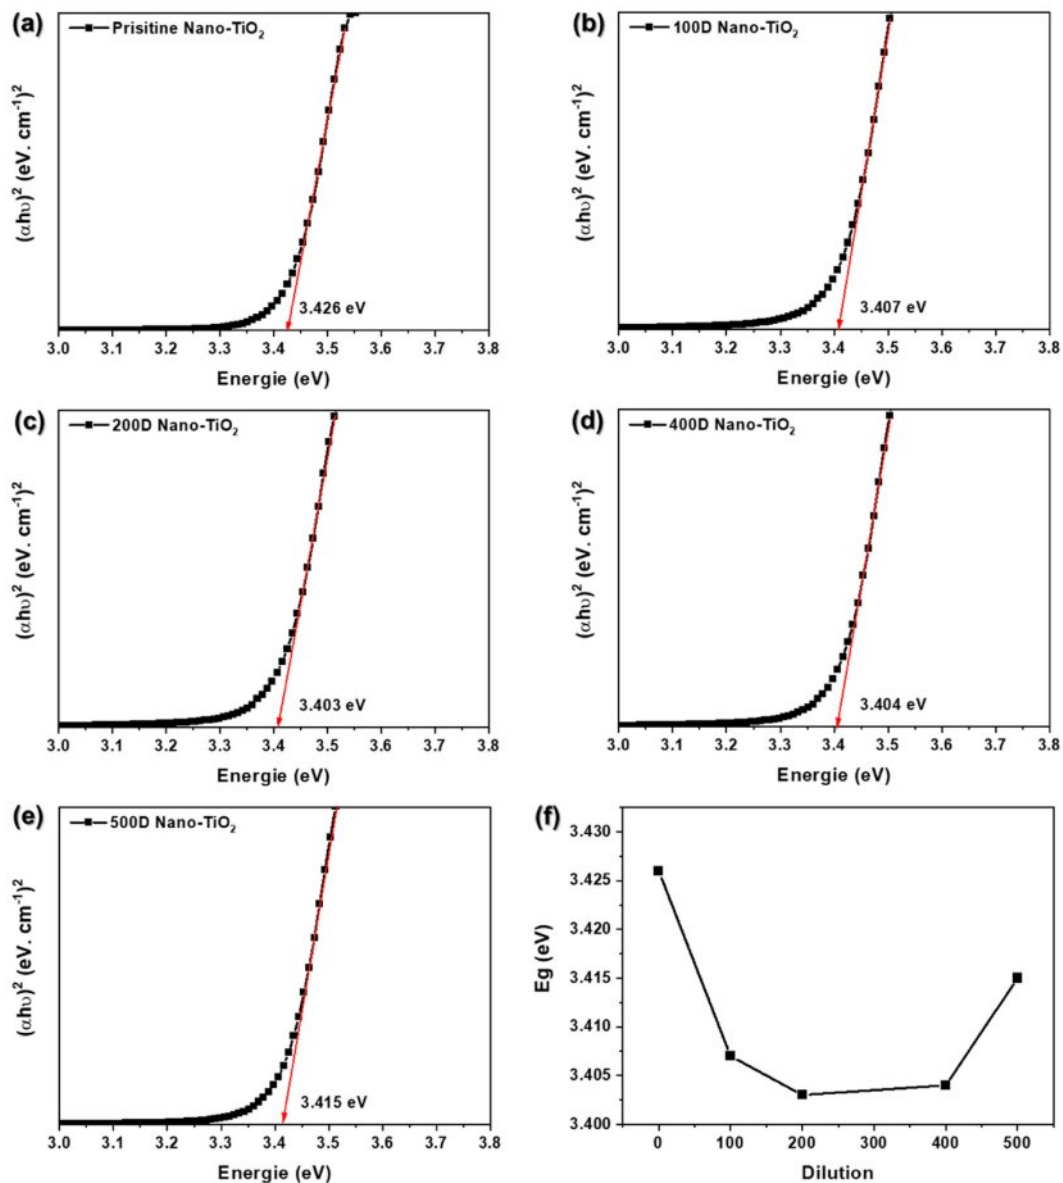 (a)
Prisitine Nano-TiO₂
(αhυ)² (eV. cm⁻¹)²
3.426 eV
3.0 3.1 3.2 3.3 3.4 3.5 3.6 3.7 3.8
Energie (eV)
(b)
100D Nano-TiO₂
(αhυ)² (eV. cm⁻¹)²
3.407 eV
3.0 3.1 3.2 3.3 3.4 3.5 3.6 3.7 3.8
Energie (eV)
(c)
200D Nano-TiO₂
(αhυ)² (eV. cm⁻¹)²
3.403 eV
3.0 3.1 3.2 3.3 3.4 3.5 3.6 3.7 3.8
Energie (eV)
(d)
400D Nano-TiO₂
(αhυ)² (eV. cm⁻¹)²
3.404 eV
3.0 3.1 3.2 3.3 3.4 3.5 3.6 3.7 3.8
Energie (eV)
(e)
500D Nano-TiO₂
(αhυ)² (eV. cm⁻¹)²
3.415 eV
3.0 3.1 3.2 3.3 3.4 3.5 3.6 3.7 3.8
Energie (eV)
(f)
Eg (eV)
3.430
3.425
3.420
3.415
3.410
3.405
3.400
0 100 200 300 400 500
Dilution